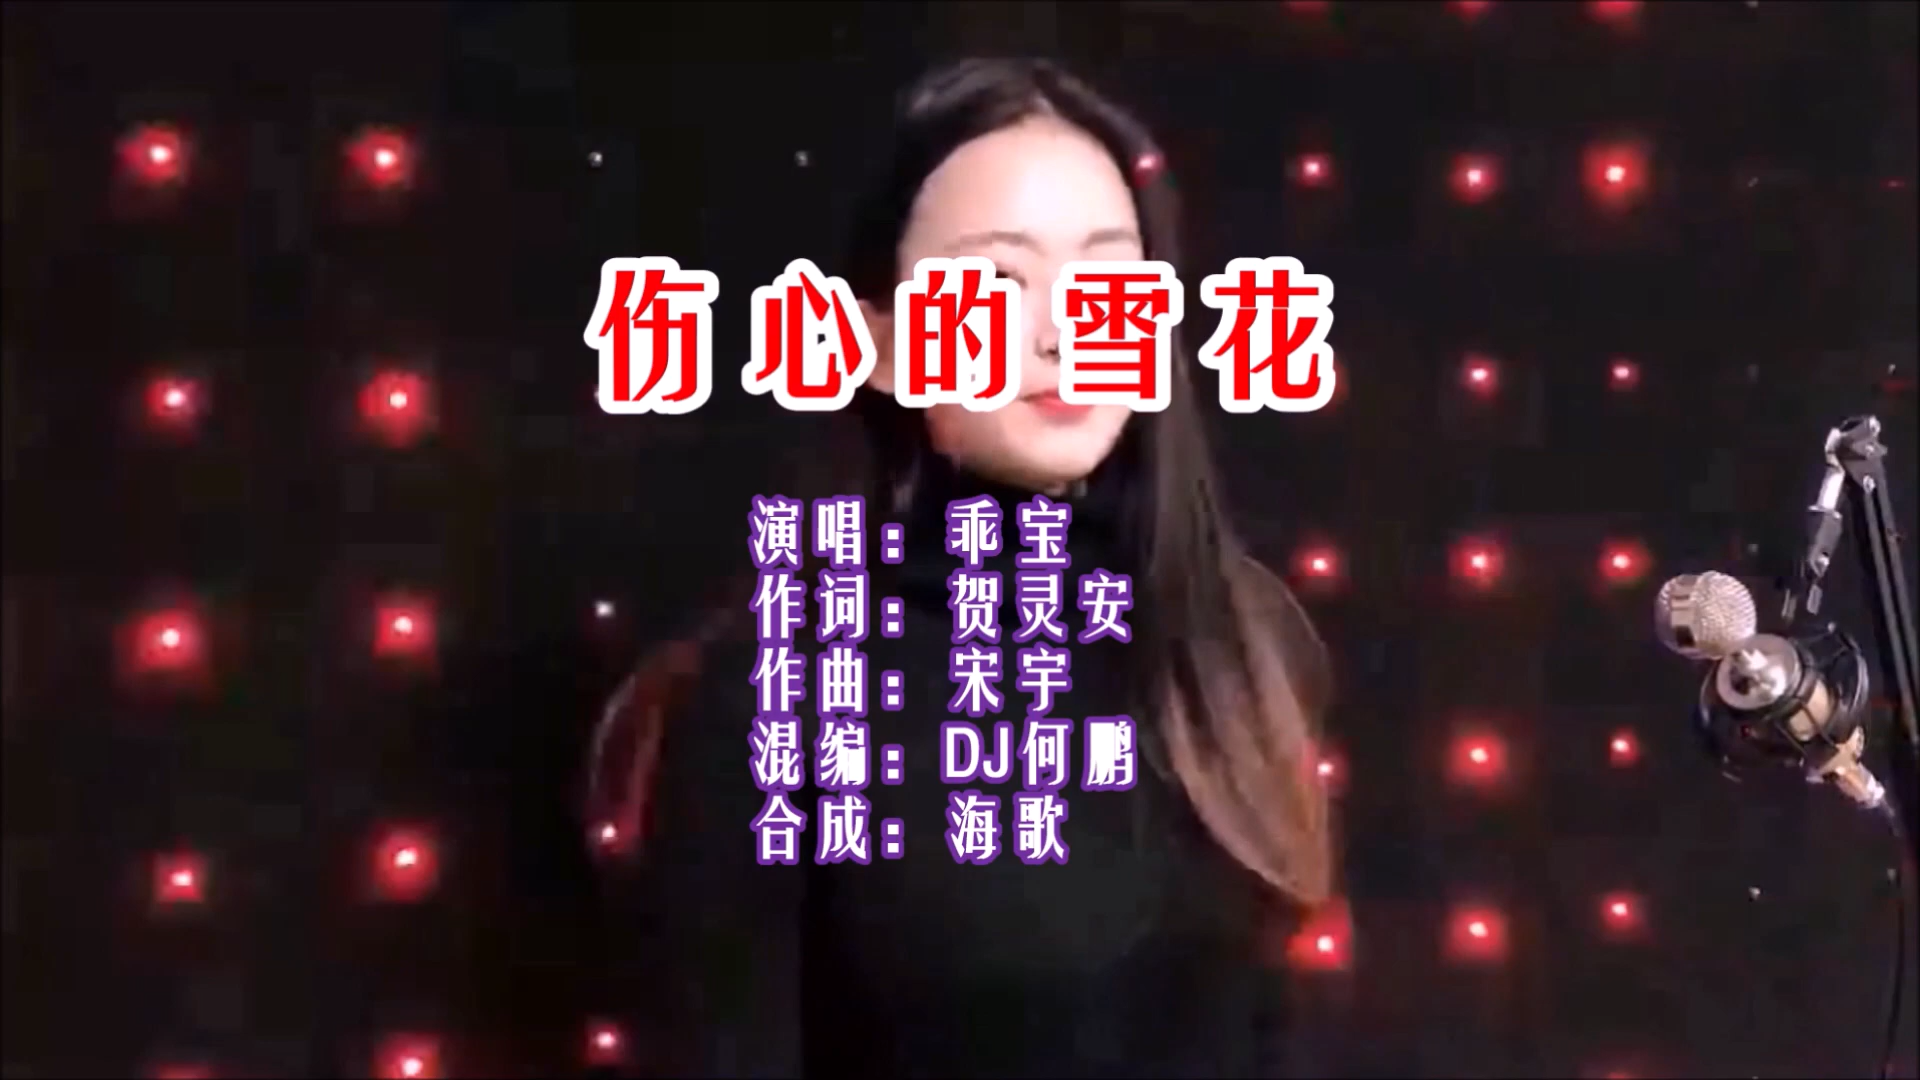 伤心的雪花
演唱：乖宝
作词：贺灵安
作曲：宋宇
混编：DJ何鹏
合成：海歌